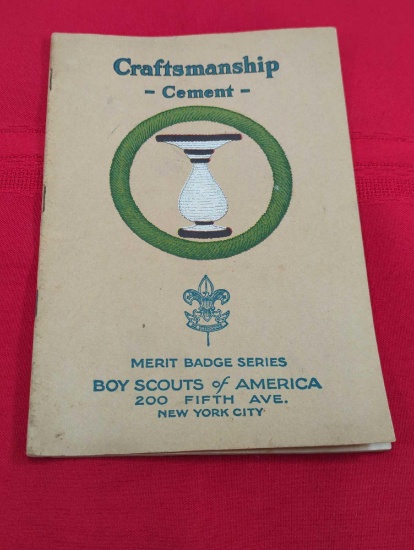 Craftsmanship
- Cement -
MERIT BADGE SERIES
BOY SCOUTS of AMERICA
200 FIFTH AVE.
NEW YORK CITY